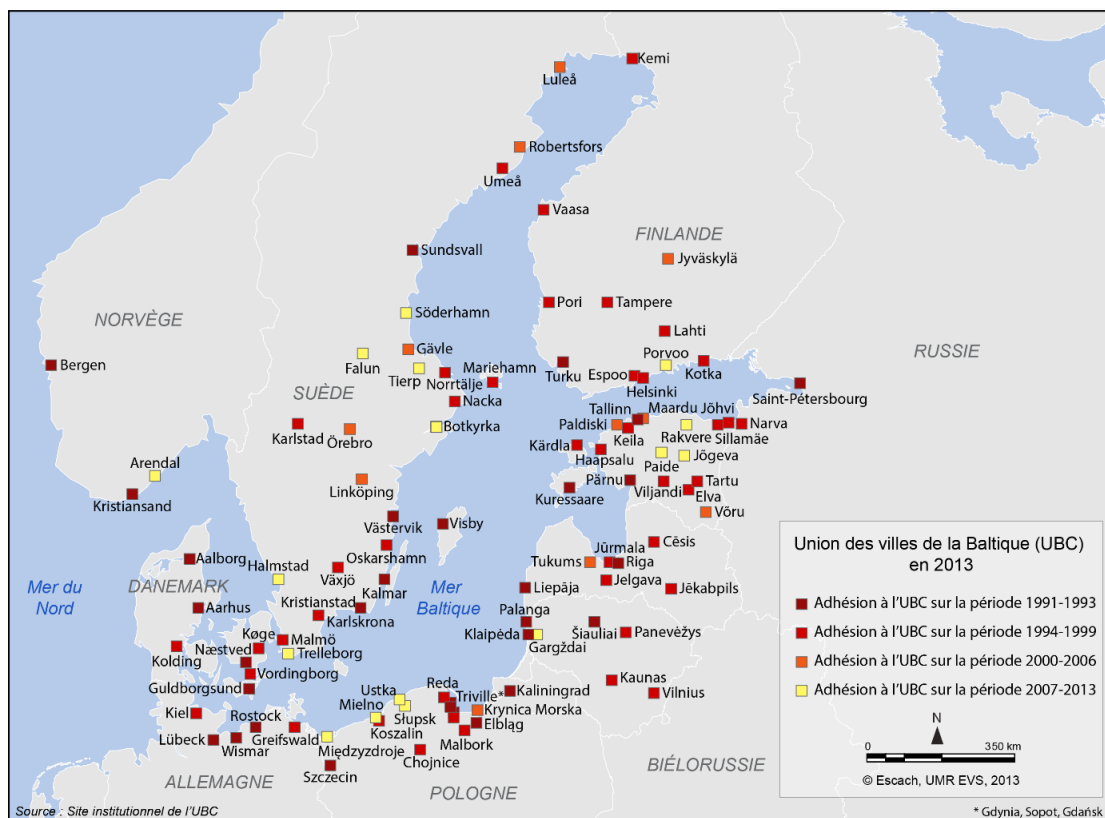 Kemi
Luleå
Robertsfors
Umeå
Vaasa
FINLANDE
Sundsvall
Jyväskylä
Pori
Tampere
Söderhamn
NORVÈGE
Lahti
Gävle
Porvoo
RUSSIE
Bergen
Falun
Mariehamn
Tierp
Norrtälje
Turku
Espoo
Kotka
Helsinki
SUÈDE
Saint-Pétersbourg
Nacka
Tallinn
Maardu
Jõhvi
Karlstad
Örebro
Botkyrka
Paldiski
Keila
Rakvere
Sillamäe
Narva
Kärdla
Haapsalu
Paide
Jõgeva
Arendal
Linköping
Pärnu
Viljandi
Tartu
Kristiansand
Kuressaare
Elva
Võru
Västervik
Visby
Aalborg
Halmstad
Oskarshamn
Jūrmala
Cēsis
Tukums
Riga
Mer du
Nord
DANEMARK
Växjö
Kalmar
Mer
Baltique
Liepāja
Jelgava
Jēkabpils
Aarhus
Kristianstad
Karlskrona
Palanga
Køge
Malmö
Klaipėda
Gargždai
Šiauliai
Panevėžys
Kolding
Næstved
Trelleborg
Vordingborg
Guldborgsund
Ustka
Reda
Kaliningrad
Kaunas
Vilnius
Mielno
Triville*
Kiel
Rostock
Słupsk
Krynica Morska
Elbląg
Lübeck
Wismar
Greifswald
Koszalin
Malbork
Międzyzdroje
Chojnice
Szczecin
ALLEMAGNE
POLOGNE
BIÉLORUSSIE
Union des villes de la Baltique (UBC)
en 2013
Adhésion à l'UBC sur la période 1991-1993
Adhésion à l'UBC sur la période 1994-1999
Adhésion à l'UBC sur la période 2000-2006
Adhésion à l'UBC sur la période 2007-2013
N
0 350 km
© Escach, UMR EVS, 2013
Source : Site institutionnel de l'UBC
* Gdynia, Sopot, Gdańsk